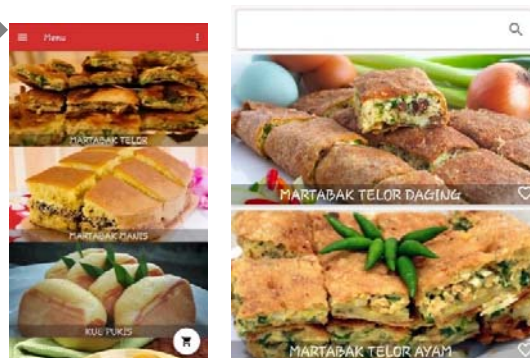 Menu
MARTABAK TELOR
MARTABAK MANIS
KUE PUKIS
MARTABAK TELOR DAGING
MARTABAK TELOR AYAM